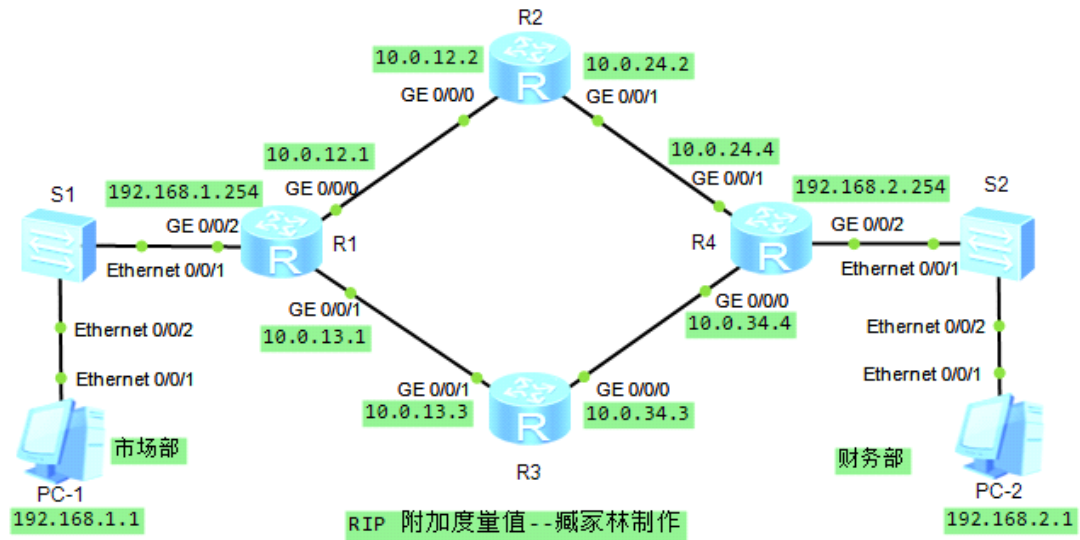 R2
10.0.12.2
10.0.24.2
GE 0/0/0
GE 0/0/1
10.0.12.1
10.0.24.4
S1
192.168.1.254
GE 0/0/0
GE 0/0/1
192.168.2.254
S2
GE 0/0/2
R1
R4
GE 0/0/2
Ethernet 0/0/1
Ethernet 0/0/1
GE 0/0/1
10.0.13.1
GE 0/0/0
10.0.34.4
Ethernet 0/0/2
Ethernet 0/0/2
Ethernet 0/0/1
GE 0/0/1
GE 0/0/0
Ethernet 0/0/1
10.0.13.3
10.0.34.3
市场部
财务部
R3
PC-1
PC-2
192.168.1.1
RIP 附加度量值--臧冢林制作
192.168.2.1